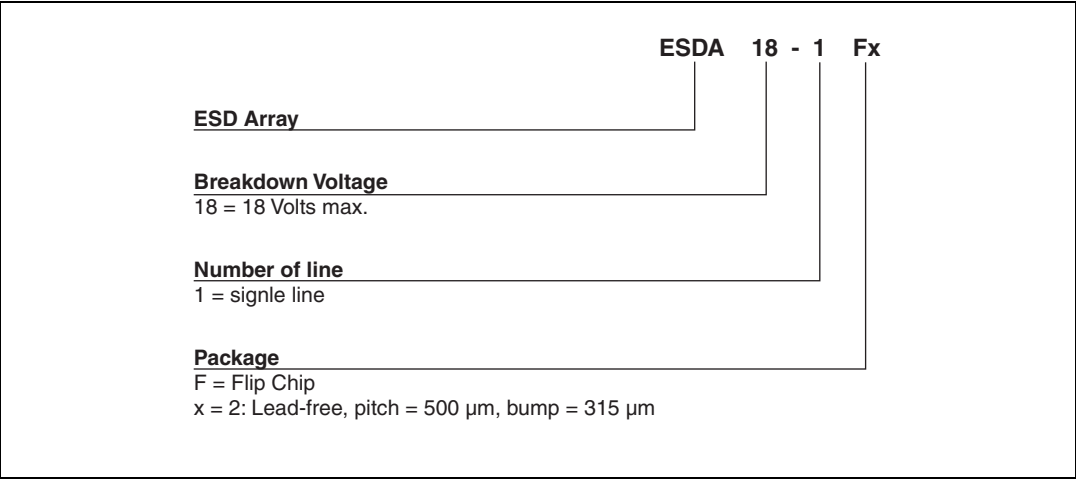 ESDA 18 - 1 Fx
ESD Array
Breakdown Voltage
18 = 18 Volts max.
Number of line
1 = signle line
Package
F = Flip Chip
x = 2: Lead-free, pitch = 500 µm, bump = 315 µm